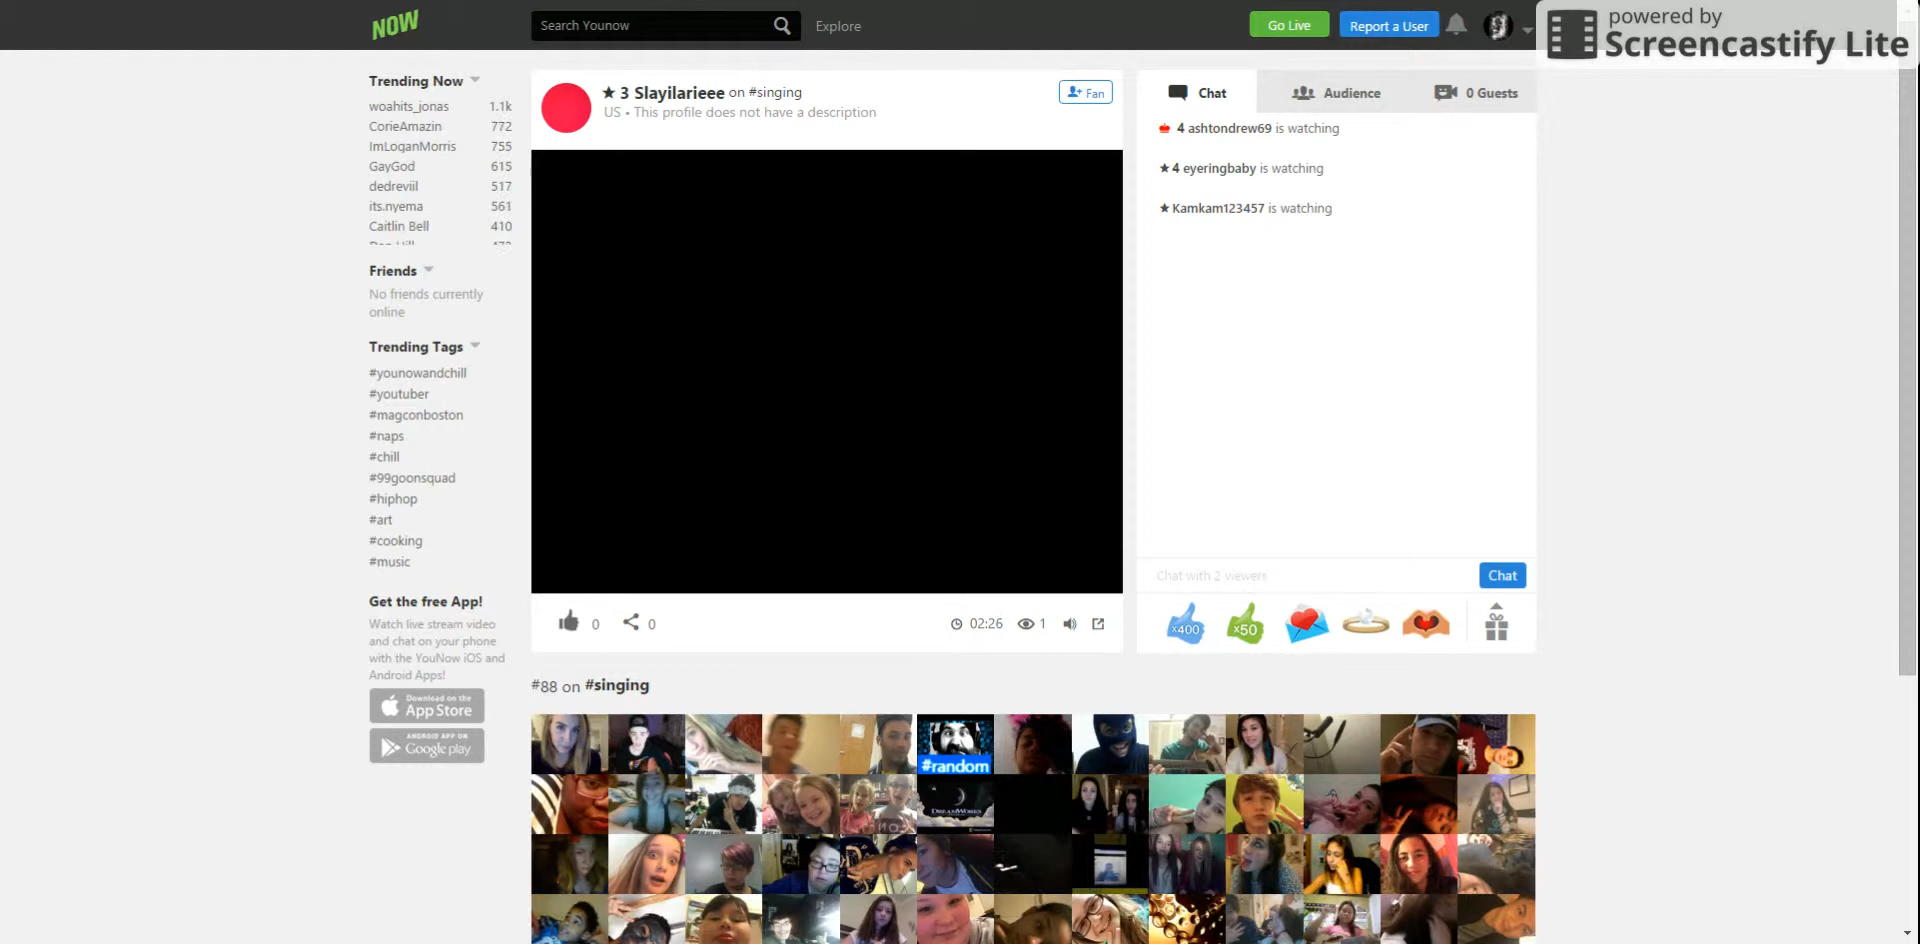 NOW
Search Younow
Explore
Go Live
Report a User
powered by
Screencastify Lite
Trending Now
woahits_jonas 1.1k
CorieAmazin 772
ImLoganMorris 755
GayGod 615
dedreviil 517
its.nyema 561
Caitlin Bell 410
Friends
No friends currently
online
Trending Tags
#younowandchill
#youtuber
#magconboston
#naps
#chill
#99goonsquad
#hiphop
#art
#cooking
#music
Get the free App!
Watch live stream video
and chat on your phone
with the YouNow iOS and
Android Apps!
Download on the
App Store
ANDROID APP ON
Google play
★ 3 Slayilarieee on #singing
US • This profile does not have a description
Fan
0
0
02:26
1
Chat
Audience
0 Guests
4 ashtondrew69 is watching
★4 eyeringbaby is watching
★Kamkam123457 is watching
Chat with 2 viewers
Chat
x400
x50
#88 on #singing
#random
DREAMWORKS